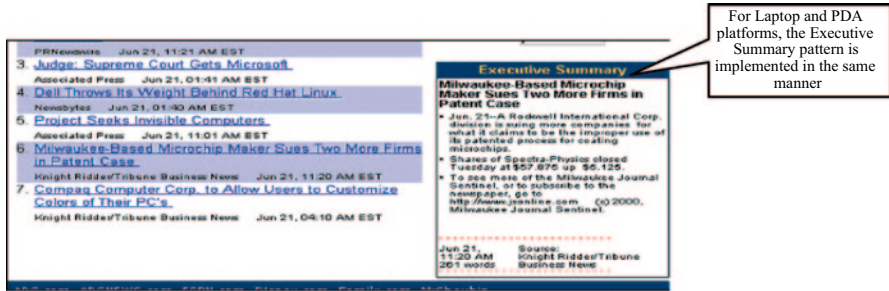 For Laptop and PDA
platforms, the Executive
Summary pattern is
implemented in the same
manner
PRNewswire Jun 21, 11:21 AM EST
3. Judge: Supreme Court Gets Microsoft
Associated Press Jun 21, 01:41 AM EST
4. Dell Throws Its Weight Behind Red Hat Linux
Newsbytes Jun 21, 01:40 AM EST
5. Project Seeks Invisible Computers
Associated Press Jun 21, 11:01 AM EST
6. Milwaukee-Based Microchip Maker Sues Two More Firms
in Patent Case
Knight Ridder/Tribune Business News Jun 21, 11:20 AM EST
7. Compaq Computer Corp. to Allow Users to Customize
Colors of Their PC's
Knight Ridder/Tribune Business News Jun 21, 04:10 AM EST
Executive Summary
Milwaukee-Based Microchip
Maker Sues Two More Firms in
Patent Case
• Jun. 21--A Rockwell International Corp.
division is suing more companies for
what it claims to be the improper use of
its patented process for coating
microchips.
• Shares of Spectra-Physics closed
Tuesday at $57.875 up $6.125.
• To see more of the Milwaukee Journal
Sentinel, or to subscribe to the
newspaper, go to
http://www.jsonline.com (c) 2000,
Milwaukee Journal Sentinel.
Jun 21, Source:
11:20 AM Knight Ridder/Tribune
261 words Business News